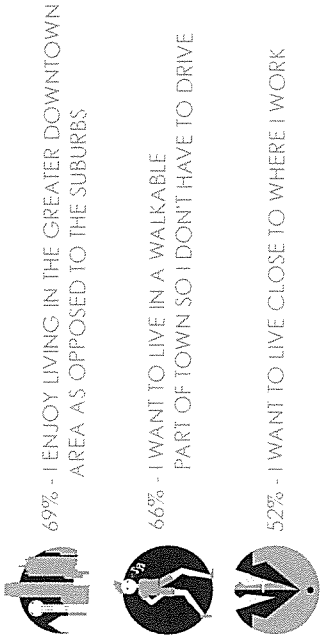 69% - I ENJOY LIVING IN THE GREATER DOWNTOWN
AREA AS OPPOSED TO THE SUBURBS
66% - I WANT TO LIVE IN A WALKABLE
PART OF TOWN SO I DON'T HAVE TO DRIVE
52% - I WANT TO LIVE CLOSE TO WHERE I WORK